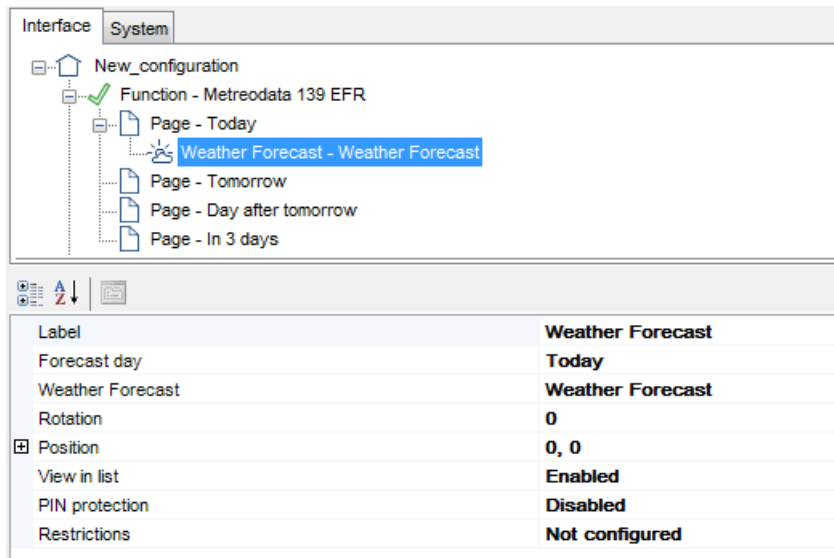 Interface System
New_configuration
Function - Metreodata 139 EFR
Page - Today
Weather Forecast - Weather Forecast
Page - Tomorrow
Page - Day after tomorrow
Page - In 3 days
A
Z
Label Weather Forecast
Forecast day Today
Weather Forecast Weather Forecast
Rotation 0
Position 0, 0
View in list Enabled
PIN protection Disabled
Restrictions Not configured